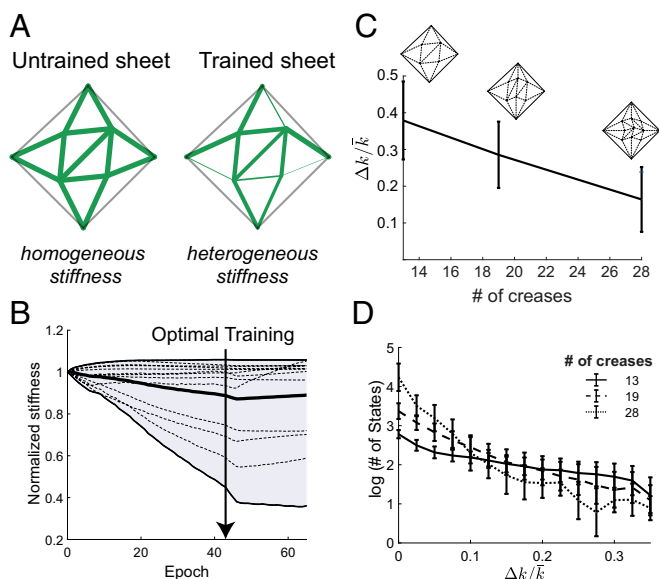 A
Untrained sheet
Trained sheet
homogeneous
stiffness
heterogeneous
stiffness
B
Optimal Training
Normalized stiffness
1.2
1
0.8
0.6
0.4
0.2
0
20
40
60
Epoch
C
Δk/k̄
0.5
0.4
0.3
0.2
0.1
14
16
18
20
22
24
26
28
# of creases
D
log(# of States)
5
4
3
2
1
0
# of creases
13
19
28
0
0.1
0.2
0.3
Δk/k̄